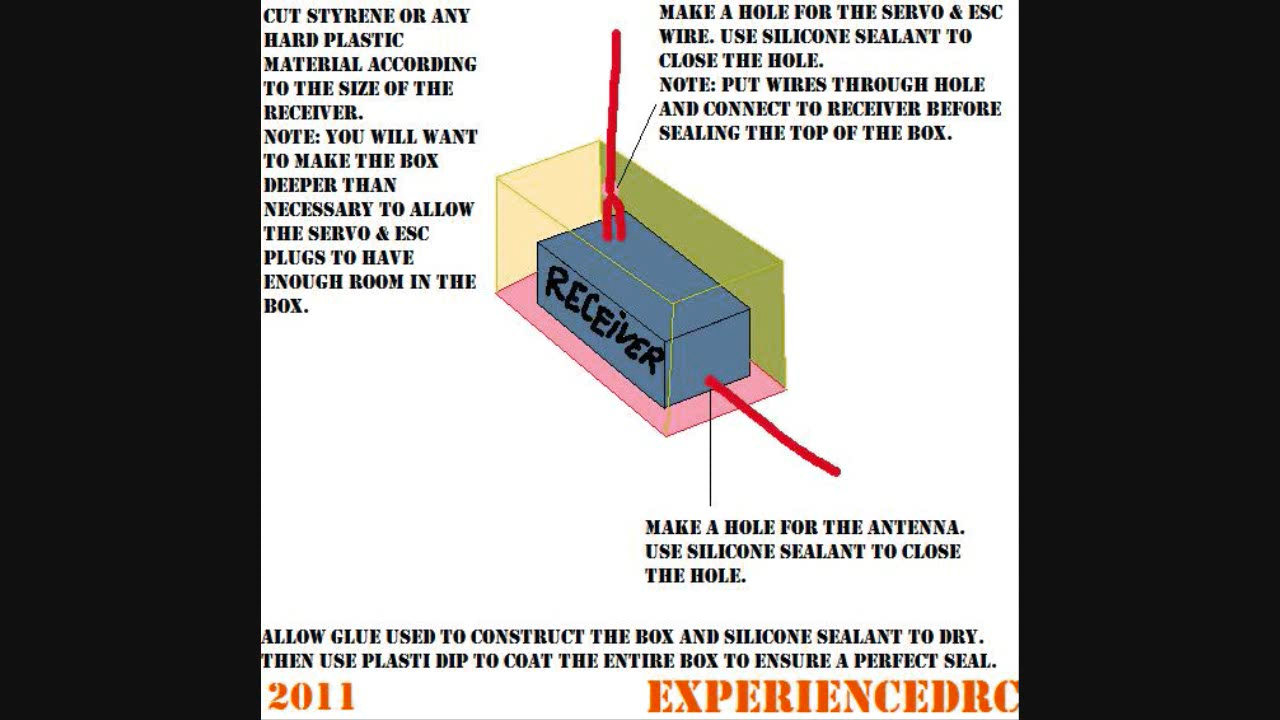 CUT STYRENE OR ANY
HARD PLASTIC
MATERIAL ACCORDING
TO THE SIZE OF THE
RECEIVER.
NOTE: YOU WILL WANT
TO MAKE THE BOX
DEEPER THAN
NECESSARY TO ALLOW
THE SERVO & ESC
PLUGS TO HAVE
ENOUGH ROOM IN THE
BOX.
MAKE A HOLE FOR THE SERVO & ESC
WIRE. USE SILICONE SEALANT TO
CLOSE THE HOLE.
NOTE: PUT WIRES THROUGH HOLE
AND CONNECT TO RECEIVER BEFORE
SEALING THE TOP OF THE BOX.
RECEIVER
MAKE A HOLE FOR THE ANTENNA.
USE SILICONE SEALANT TO CLOSE
THE HOLE.
ALLOW GLUE USED TO CONSTRUCT THE BOX AND SILICONE SEALANT TO DRY.
THEN USE PLASTI DIP TO COAT THE ENTIRE BOX TO ENSURE A PERFECT SEAL.
2011
EXPERIENCEDRC